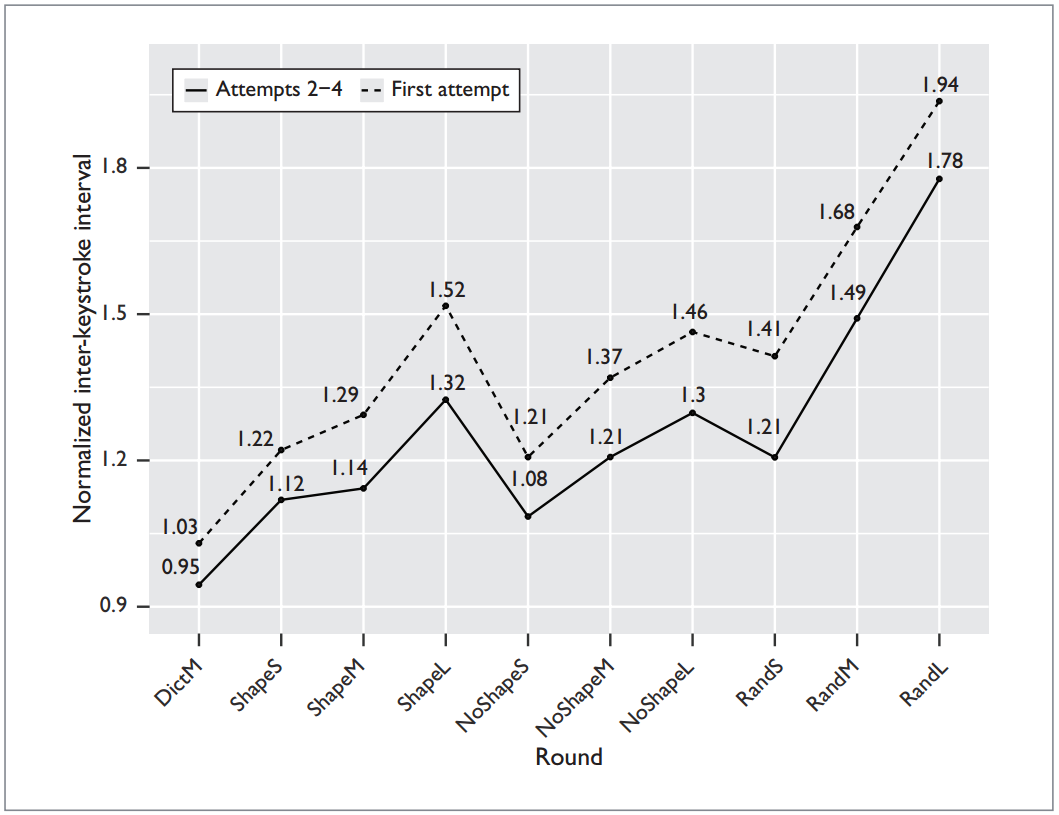 Attempts 2–4 First attempt
Normalized inter-keystroke interval
1.8
1.5
1.2
0.9
1.03
1.22
1.29
1.52
1.21
1.37
1.46
1.41
1.68
1.94
0.95
1.12
1.14
1.32
1.08
1.21
1.3
1.21
1.49
1.78
DictM
ShapeS
ShapeM
ShapeL
NoShapeS
NoShapeM
NoShapeL
RandS
RandM
RandL
Round